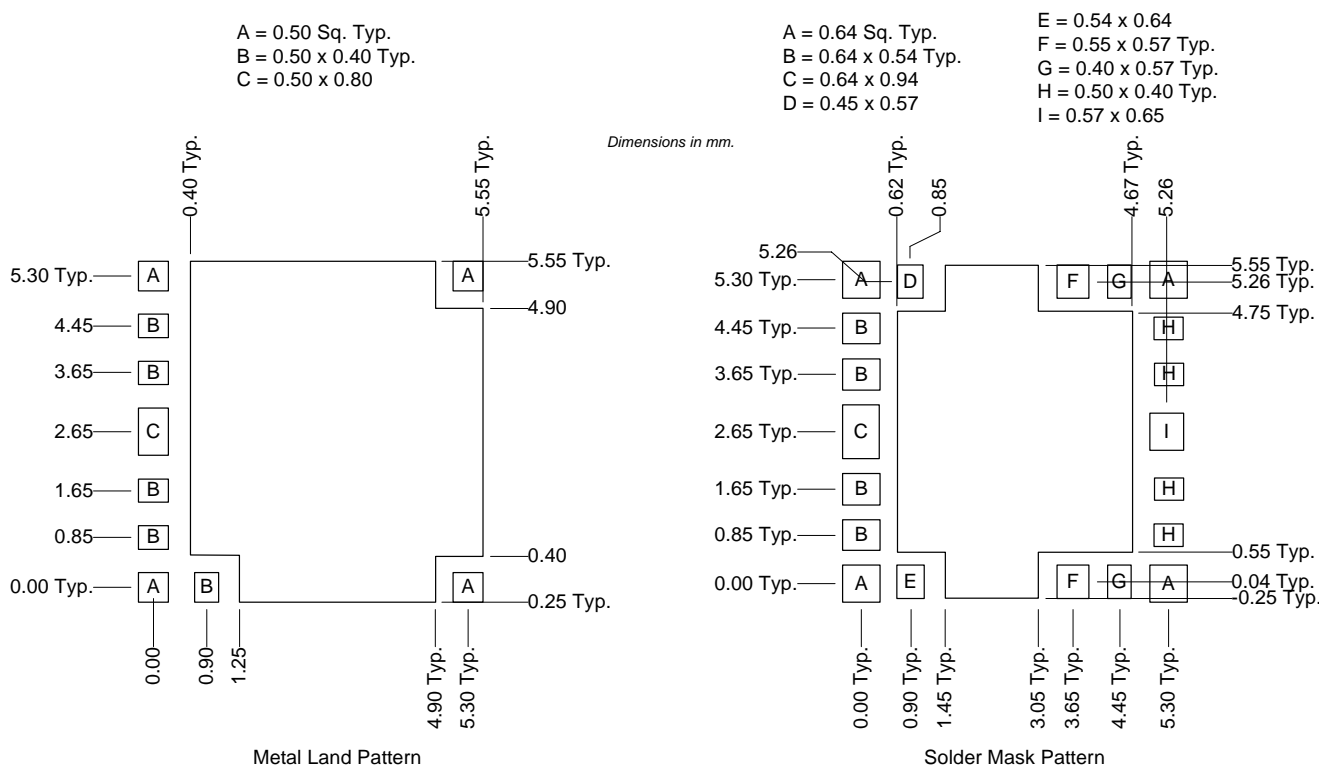 A = 0.50 Sq. Typ.
B = 0.50 x 0.40 Typ.
C = 0.50 x 0.80
Dimensions in mm.
A = 0.64 Sq. Typ.
B = 0.64 x 0.54 Typ.
C = 0.64 x 0.94
D = 0.45 x 0.57
E = 0.54 x 0.64
F = 0.55 x 0.57 Typ.
G = 0.40 x 0.57 Typ.
H = 0.50 x 0.40 Typ.
I = 0.57 x 0.65
0.40 Typ.
5.55 Typ.
5.30 Typ.
A
A
5.55 Typ.
4.45
B
4.90
3.65
B
2.65
C
1.65
B
0.85
B
0.40
0.00 Typ.
A
B
A
0.25 Typ.
0.00
0.90
1.25
4.90 Typ.
5.30 Typ.
Metal Land Pattern
0.62 Typ.
0.85
4.67 Typ.
5.26
5.26
5.30 Typ.
A
D
F
G
A
5.55 Typ.
5.26 Typ.
4.45 Typ.
B
H
4.75 Typ.
3.65 Typ.
B
H
2.65 Typ.
C
I
1.65 Typ.
B
H
0.85 Typ.
B
H
0.55 Typ.
0.00 Typ.
A
E
F
G
A
0.04 Typ.
-0.25 Typ.
0.00 Typ.
0.90 Typ.
1.45 Typ.
3.05 Typ.
3.65 Typ.
4.45 Typ.
5.30 Typ.
Solder Mask Pattern